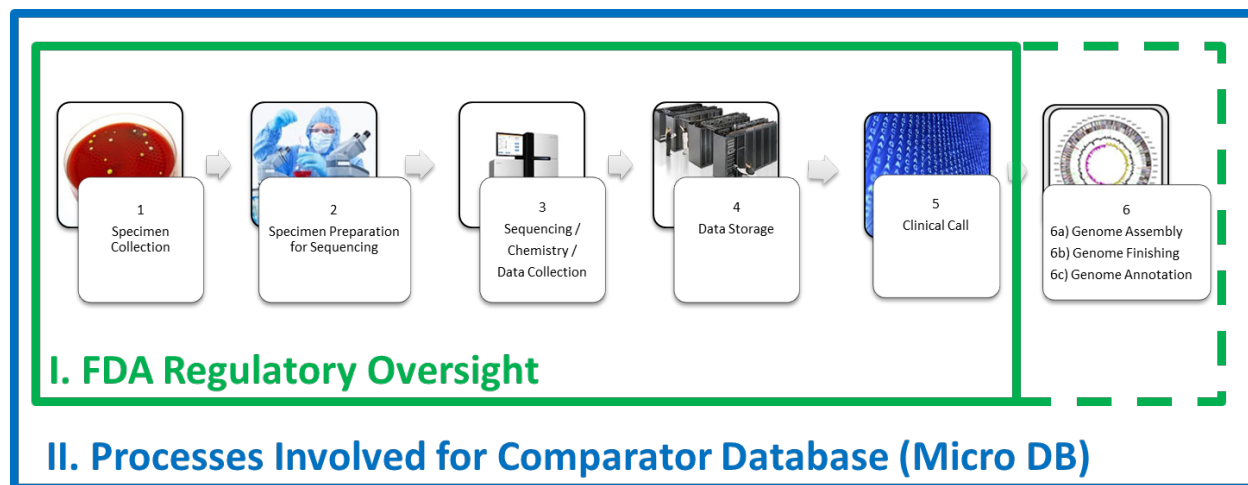 1
Specimen
Collection
2
Specimen Preparation
for Sequencing
3
Sequencing /
Chemistry /
Data Collection
4
Data Storage
5
Clinical Call
6
6a) Genome Assembly
6b) Genome Finishing
6c) Genome Annotation
I. FDA Regulatory Oversight
II. Processes Involved for Comparator Database (Micro DB)